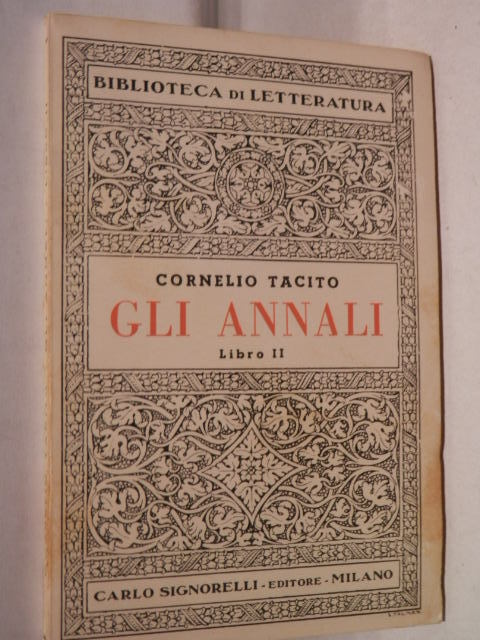 BIBLIOTECA DI LETTERATURA
CORNELIO TACITO
GLI ANNALI
Libro II
CARLO SIGNORELLI - EDITORE - MILANO